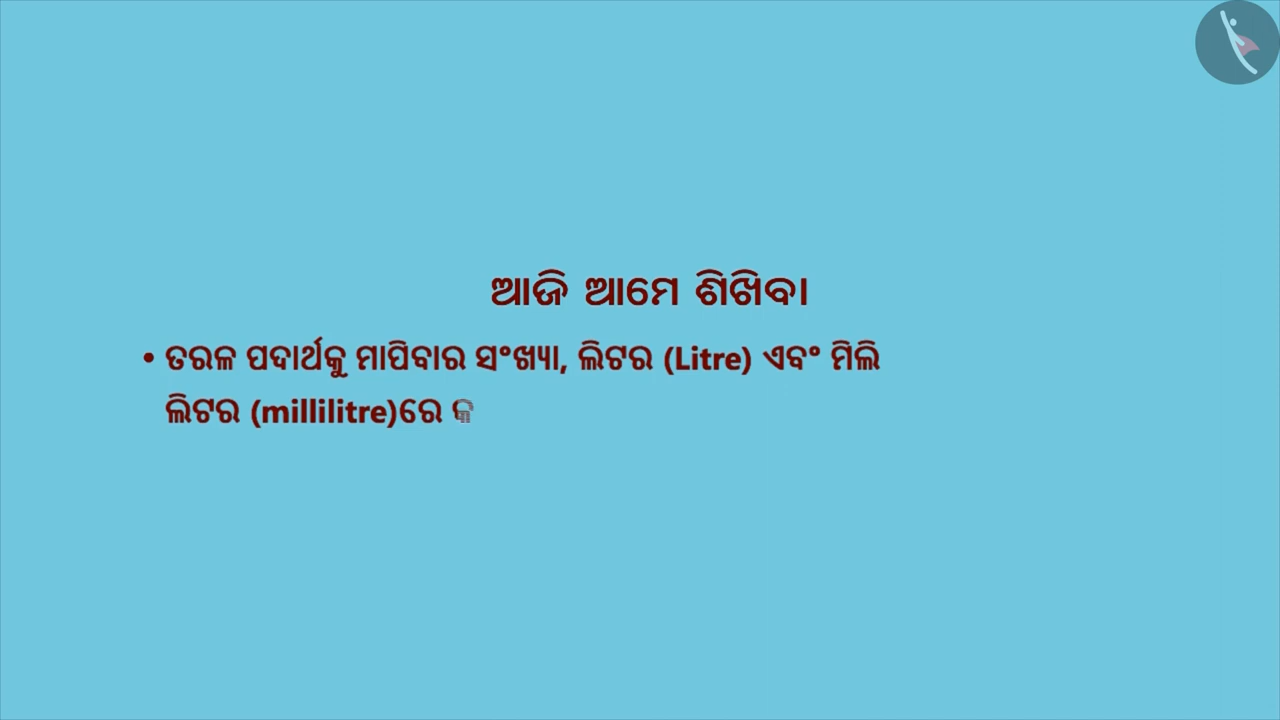 ଆଜି ଆମେ ଶିଖିବା
• ତରଳ ପଦାର୍ଥକୁ ମାପିବାର ସଂଖ୍ୟା, ଲିଟର (Litre) ଏବଂ ମିଲି
ଲିଟର (millilitre)ରେ